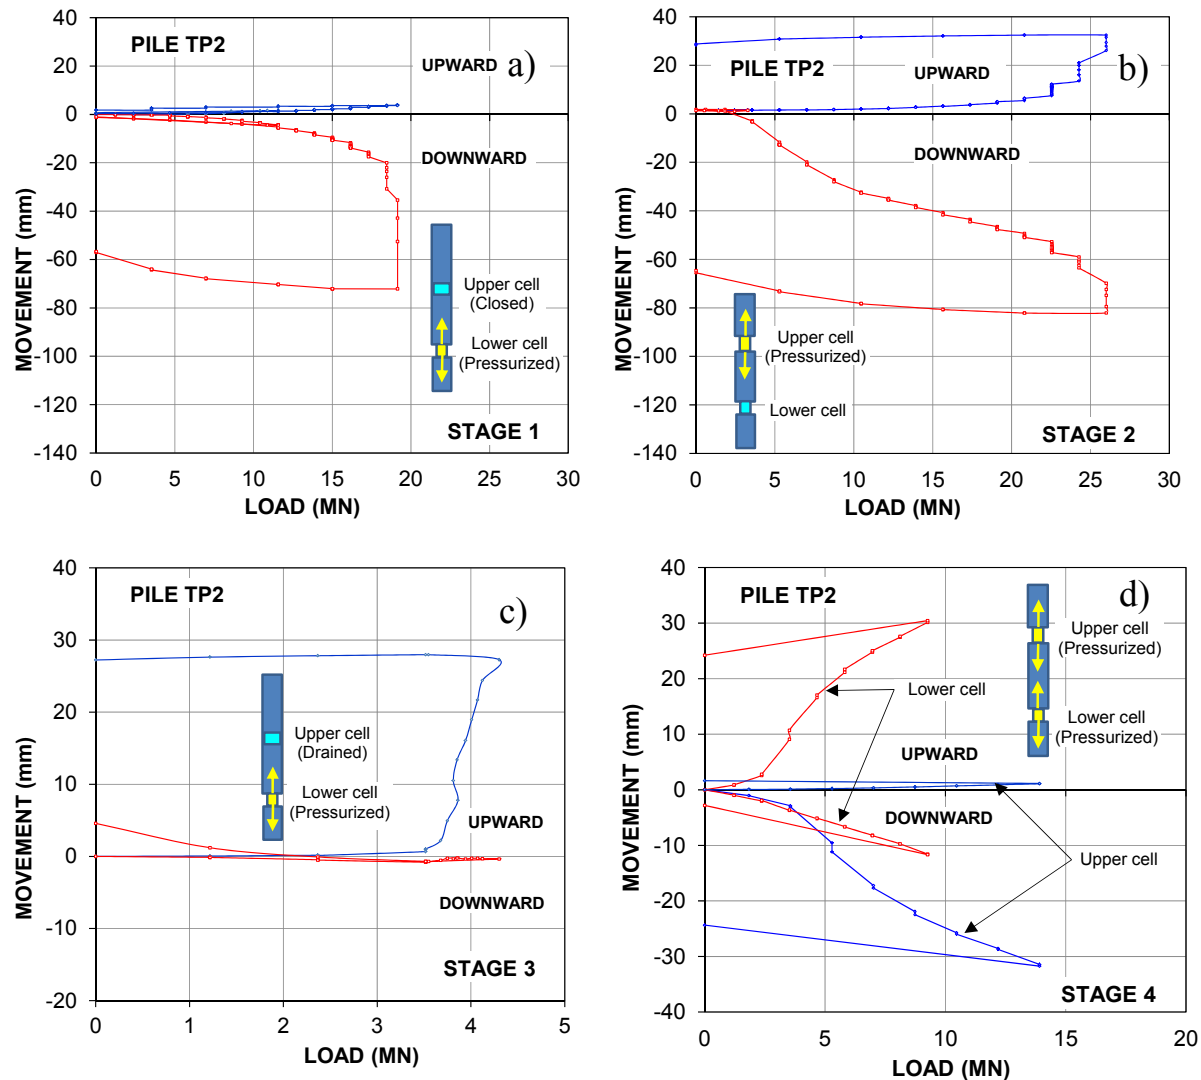 PILE TP2
a)
UPWARD
DOWNWARD
Upper cell
(Closed)
Lower cell
(Pressurized)
STAGE 1
40
20
0
-20
-40
-60
-80
-100
-120
-140
MOVEMENT (mm)
0 5 10 15 20 25 30
LOAD (MN)
PILE TP2
b)
UPWARD
DOWNWARD
Upper cell
(Pressurized)
Lower cell
STAGE 2
40
20
0
-20
-40
-60
-80
-100
-120
-140
MOVEMENT (mm)
0 5 10 15 20 25 30
LOAD (MN)
PILE TP2
c)
Upper cell
(Drained)
Lower cell
(Pressurized)
UPWARD
DOWNWARD
STAGE 3
40
30
20
10
0
-10
-20
MOVEMENT (mm)
0 1 2 3 4 5
LOAD (MN)
PILE TP2
d)
Upper cell
(Pressurized)
Lower cell
Lower cell
(Pressurized)
UPWARD
DOWNWARD
Upper cell
STAGE 4
40
30
20
10
0
-10
-20
-30
-40
MOVEMENT (mm)
0 5 10 15 20
LOAD (MN)